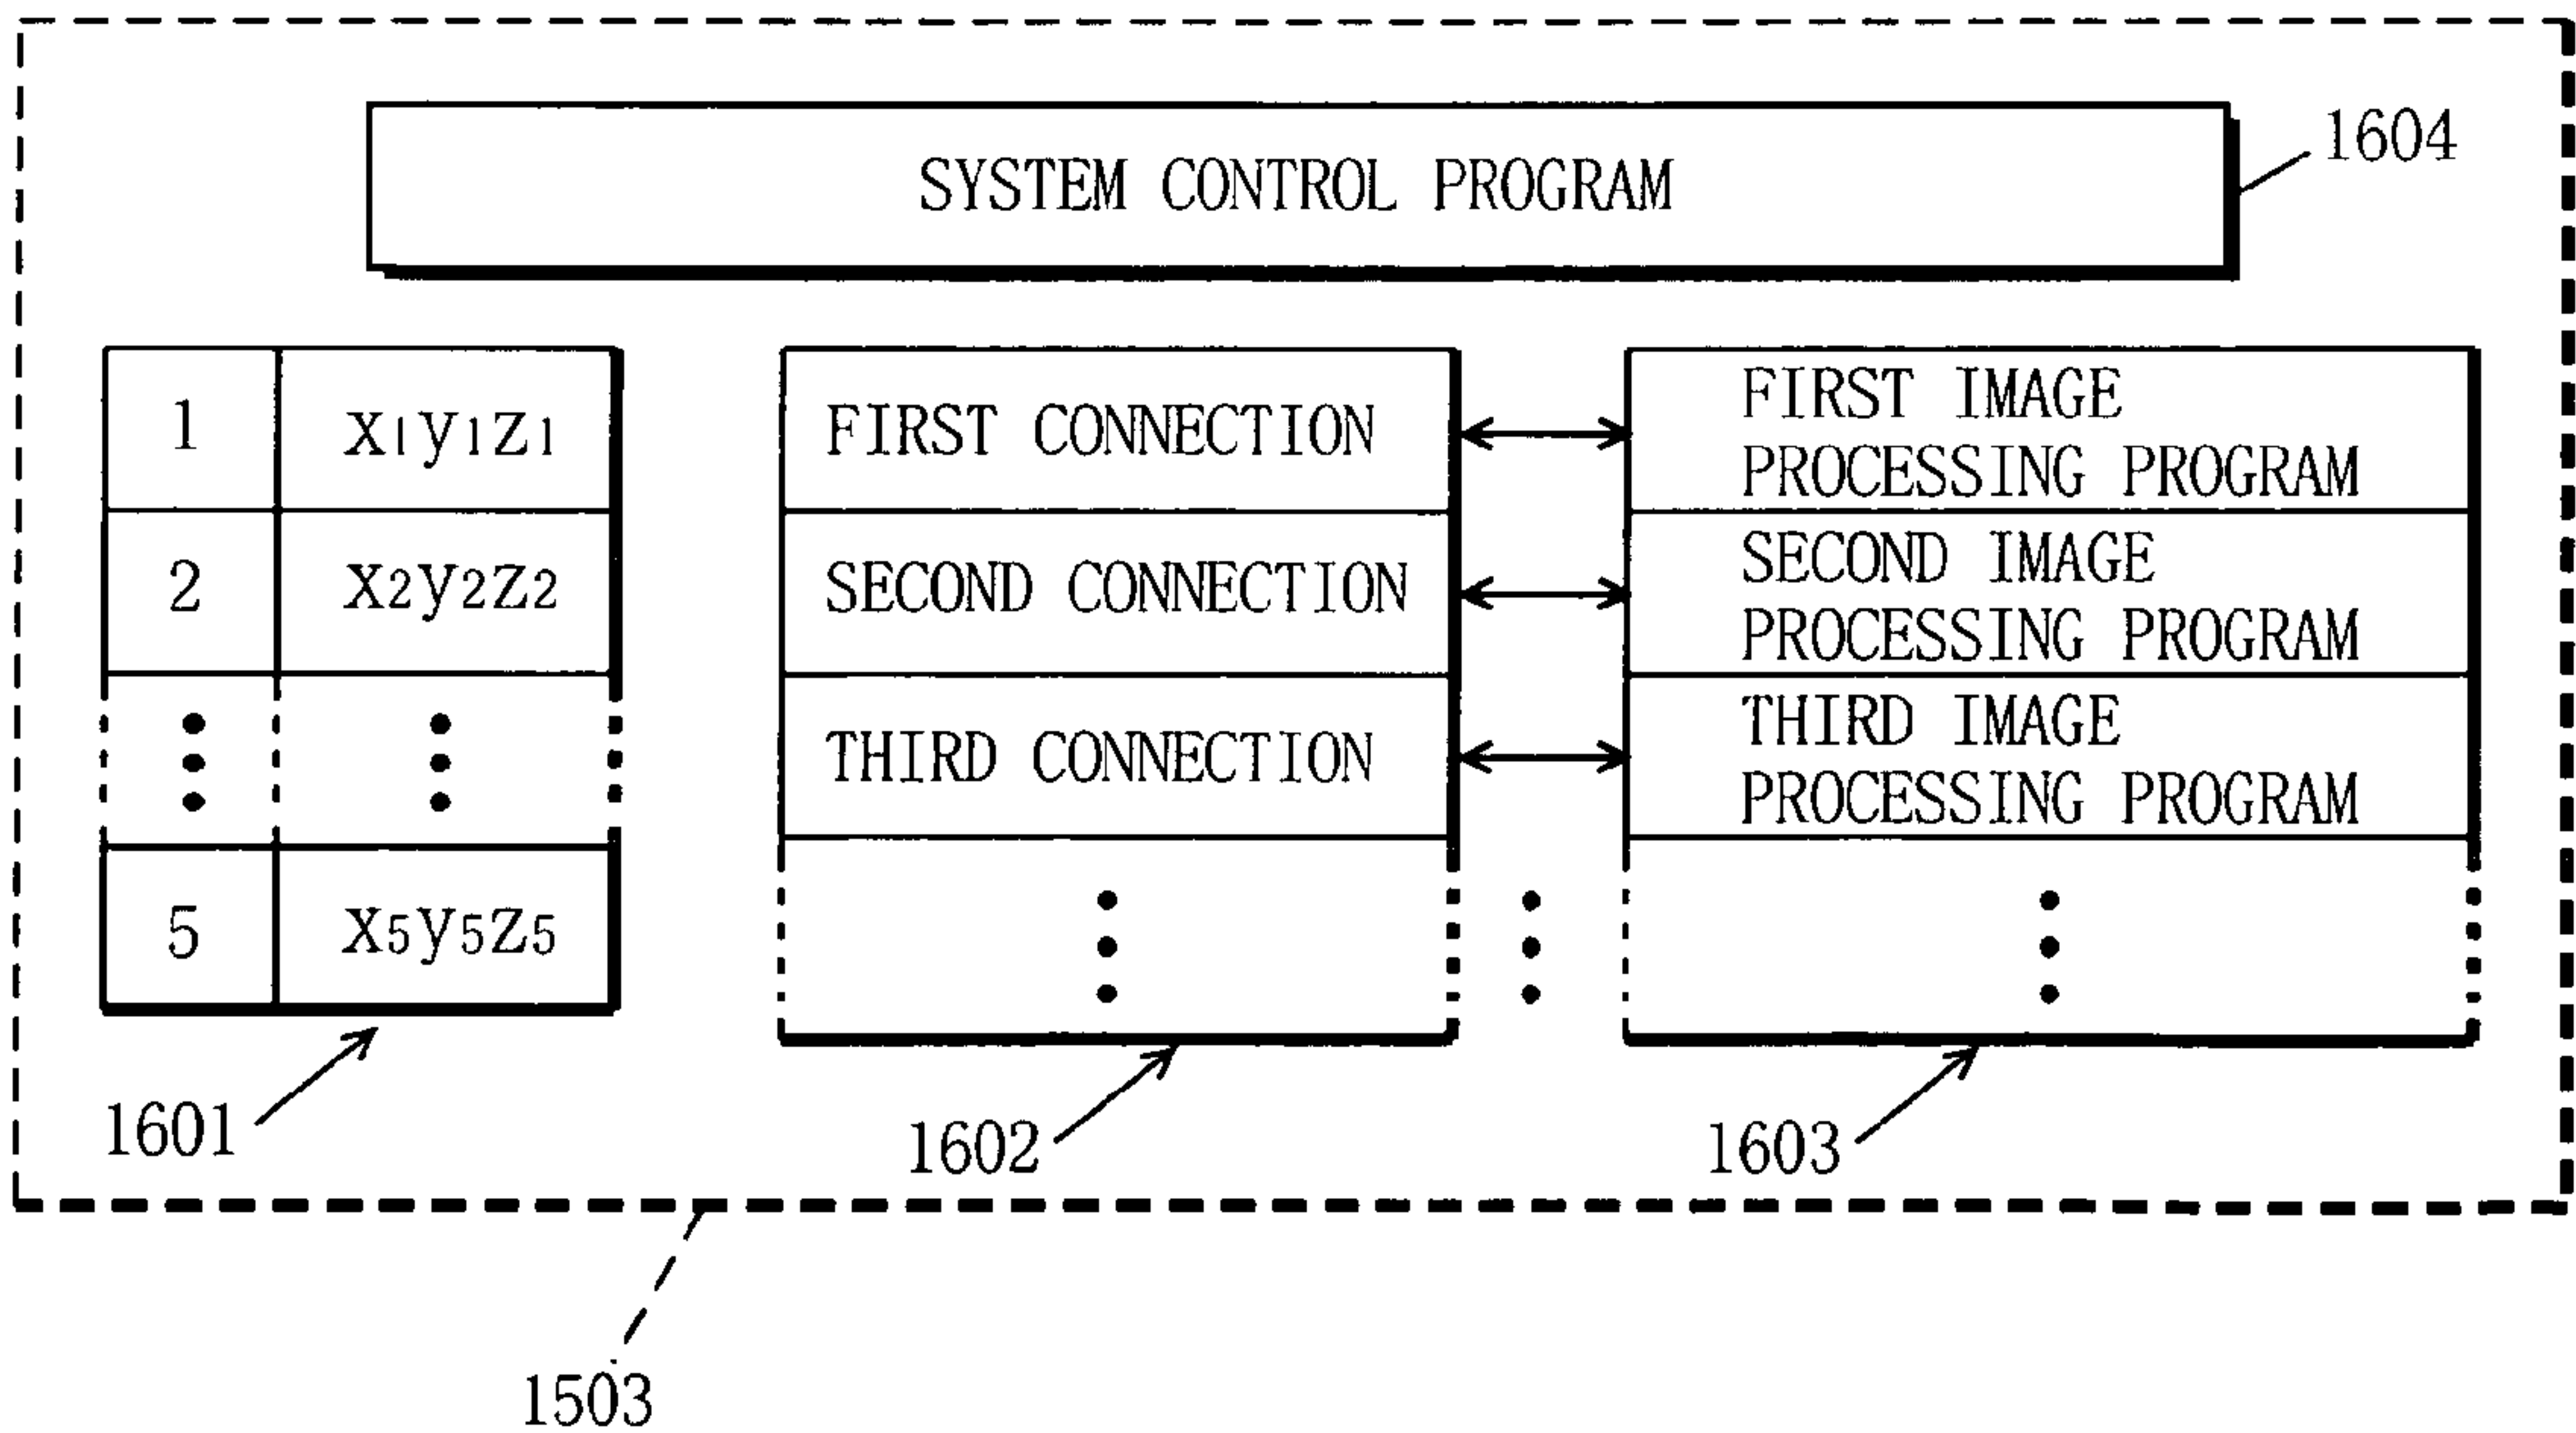 SYSTEM CONTROL PROGRAM
1604
1 x1y1z1
2 x2y2z2
5 x5y5z5
1601
FIRST CONNECTION
SECOND CONNECTION
THIRD CONNECTION
1602
FIRST IMAGE
PROCESSING PROGRAM
SECOND IMAGE
PROCESSING PROGRAM
THIRD IMAGE
PROCESSING PROGRAM
1603
1503